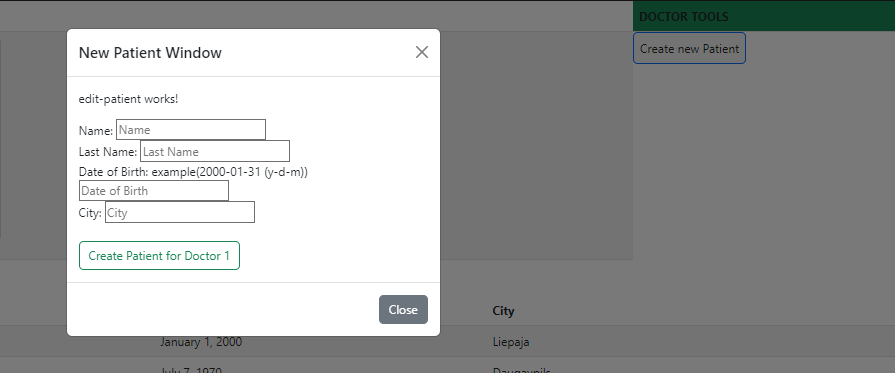 DOCTOR TOOLS
Create new Patient
New Patient Window
edit-patient works!
Name: Name
Last Name: Last Name
Date of Birth: example(2000-01-31 (y-d-m))
Date of Birth
City: City
Create Patient for Doctor 1
Close
City
January 1, 2000 Liepaja
July 7, 1970 Daugavpils